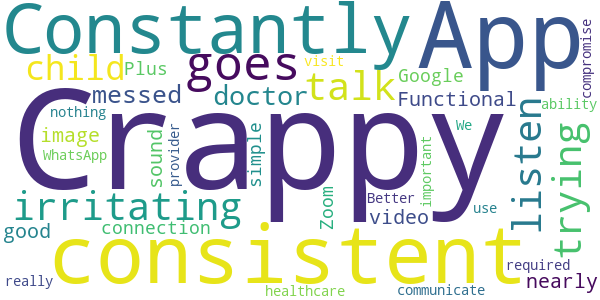 Constantly
App
compromise
goes
visit
child
Plus
talk
Google
messed
doctor
Functional
ability
nothing
Crappy
image
WhatsApp
sound
provider
simple
important
We
listen
trying
irritating
Zoom
Better
use
video
good
connection
consistent
required
really
nearly
healthcare
communicate